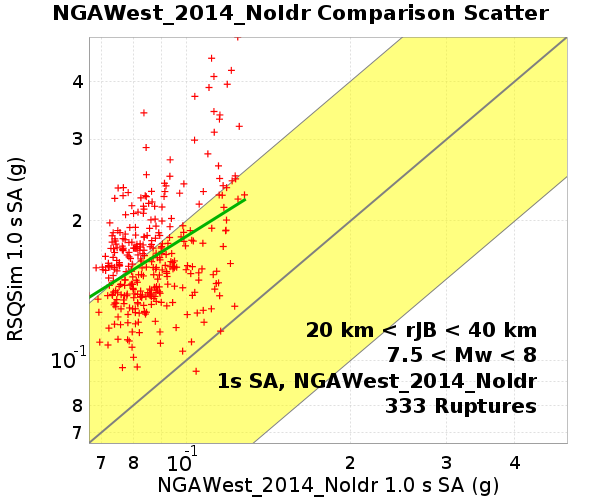 NGAWest_2014_NoIdr Comparison Scatter
RSQSim 1.0 s SA (g)
4
3
2
10^-1
8
7
20 km < rJB < 40 km
7.5 < Mw < 8
1s SA, NGAWest_2014_NoIdr
333 Ruptures
7 8 10^-1 2 3 4
NGAWest_2014_NoIdr 1.0 s SA (g)